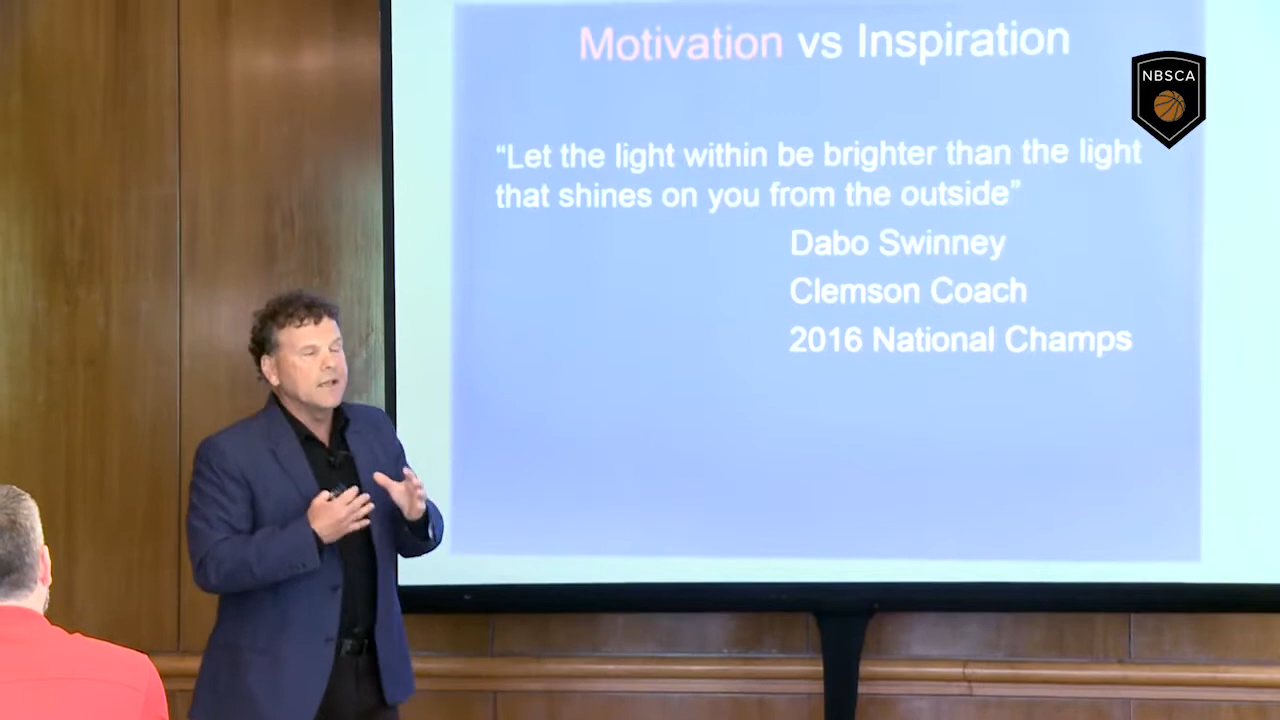 Motivation vs Inspiration
NBSCA
“Let the light within be brighter than the light
that shines on you from the outside”
Dabo Swinney
Clemson Coach
2016 National Champs